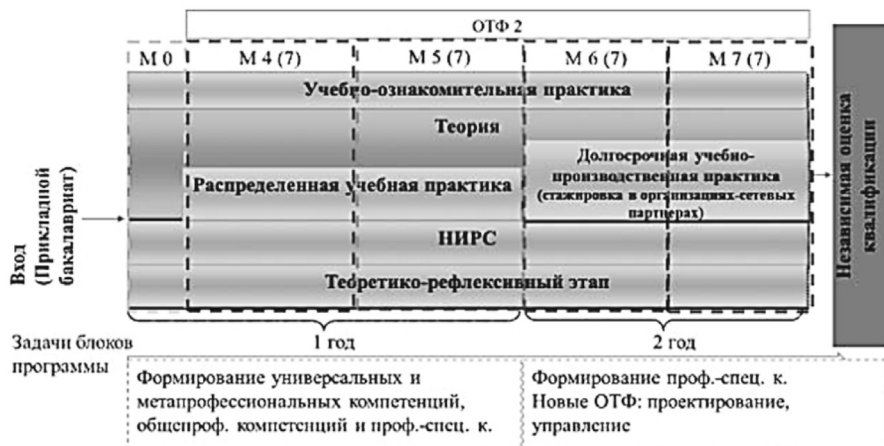 ОТФ 2
М 0
М 4 (7)
М 5 (7)
М 6 (7)
М 7 (7)
Учебно-ознакомительная практика
Теория
Распределенная учебная практика
Долгосрочная учебно-
производственная практика
(стажировка в организациях-сетевых
партнерах)
НИРС
Теоретико-рефлексивный этап
Вход
(Прикладной
бакалавриат)
Независимая оценка
квалификации
Задачи блоков
программы
1 год
2 год
Формирование универсальных и
метапрофессиональных компетенций,
общепроф. компетенций и проф.-спец. к.
Формирование проф.-спец. к.
Новые ОТФ: проектирование,
управление